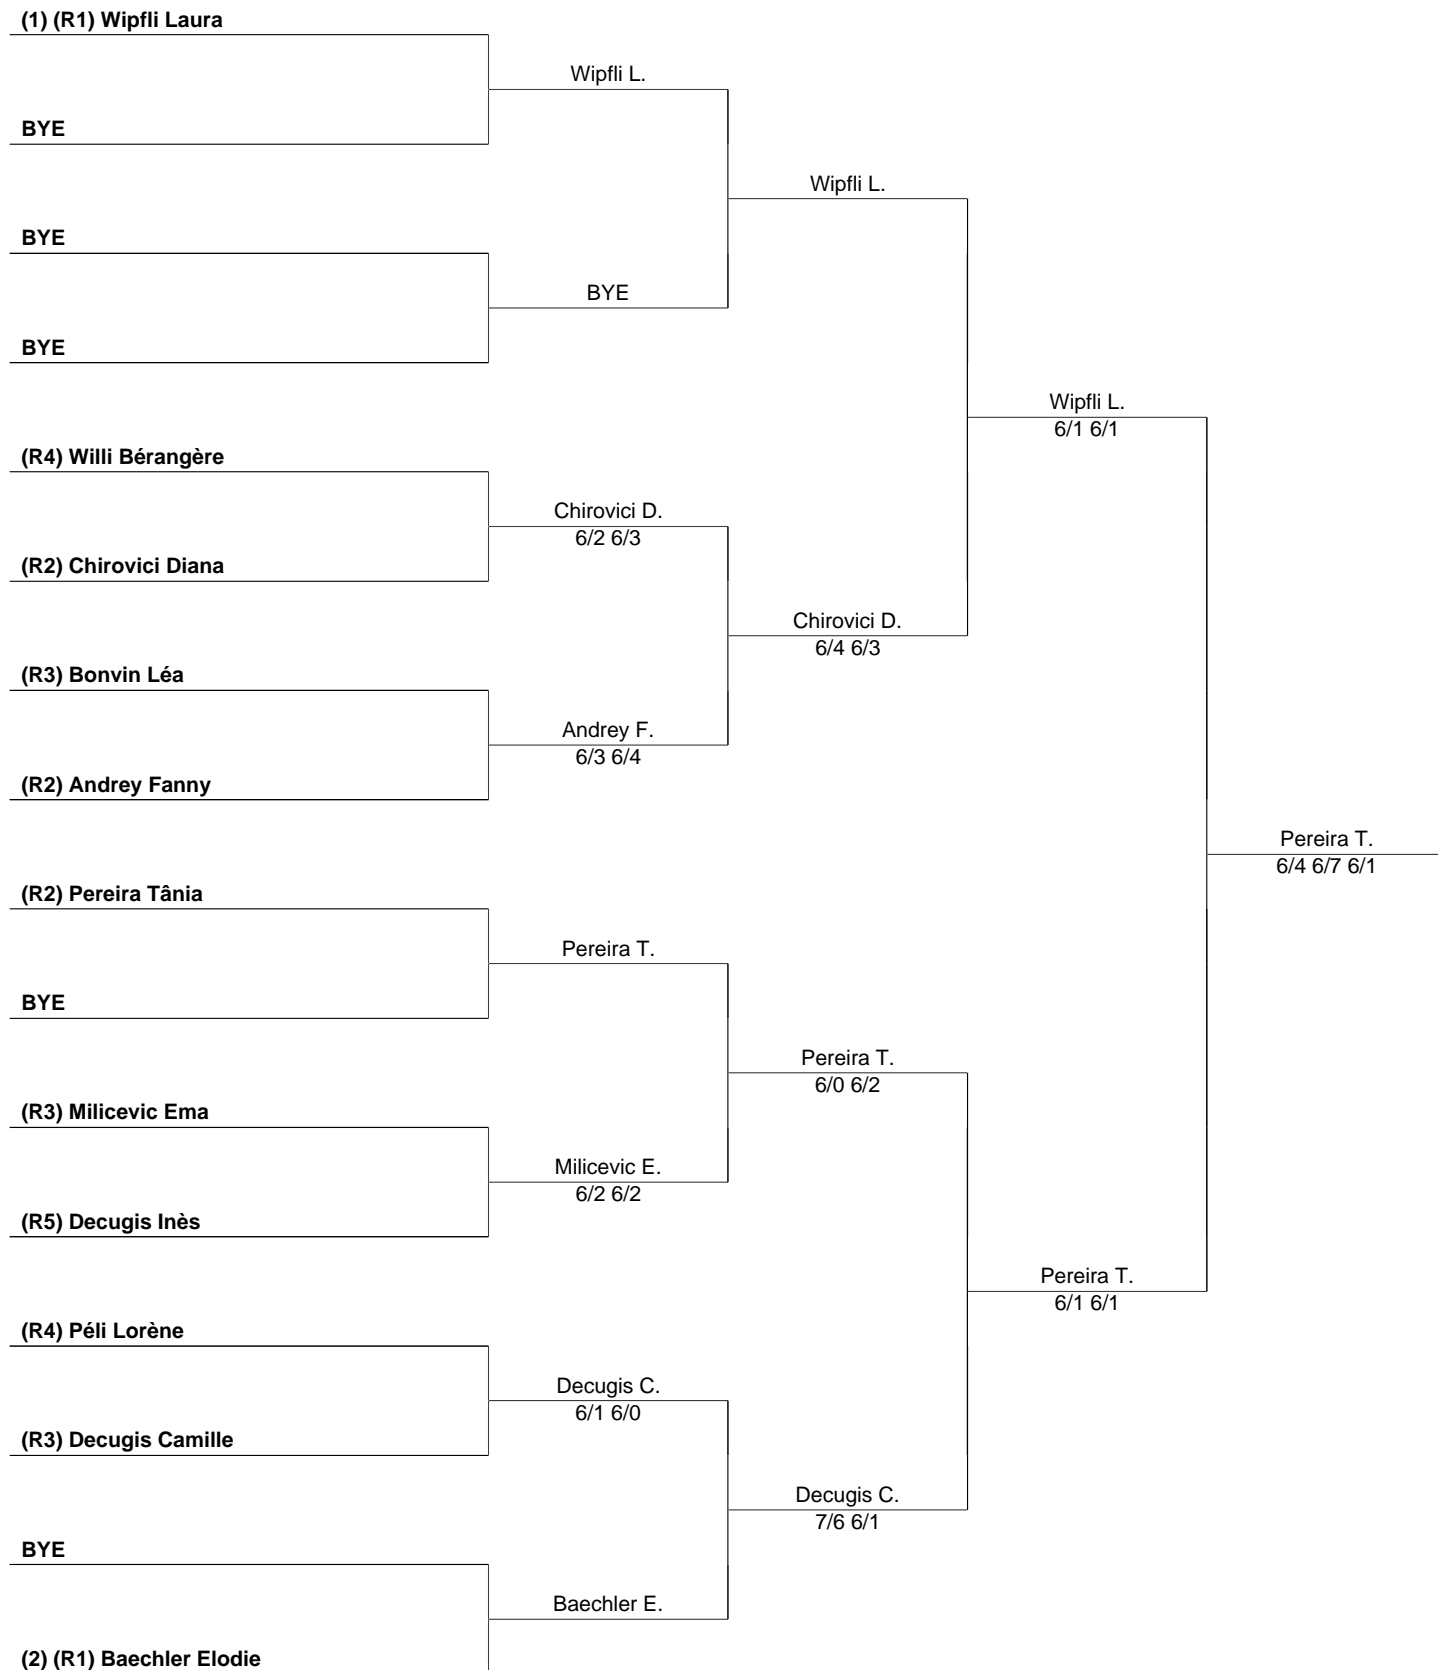 (1) (R1) Wipfli Laura
Wipfli L.
BYE
Wipfli L.
BYE
BYE
BYE
Wipfli L.
6/1 6/1
(R4) Willi Bérangère
Chirovici D.
6/2 6/3
(R2) Chirovici Diana
Chirovici D.
6/4 6/3
(R3) Bonvin Léa
Andrey F.
6/3 6/4
(R2) Andrey Fanny
Pereira T.
6/4 6/7 6/1
(R2) Pereira Tânia
Pereira T.
BYE
Pereira T.
6/0 6/2
(R3) Milicevic Ema
Milicevic E.
6/2 6/2
(R5) Decugis Inès
Pereira T.
6/1 6/1
(R4) Péli Lorène
Decugis C.
6/1 6/0
(R3) Decugis Camille
Decugis C.
7/6 6/1
BYE
Baechler E.
(2) (R1) Baechler Elodie